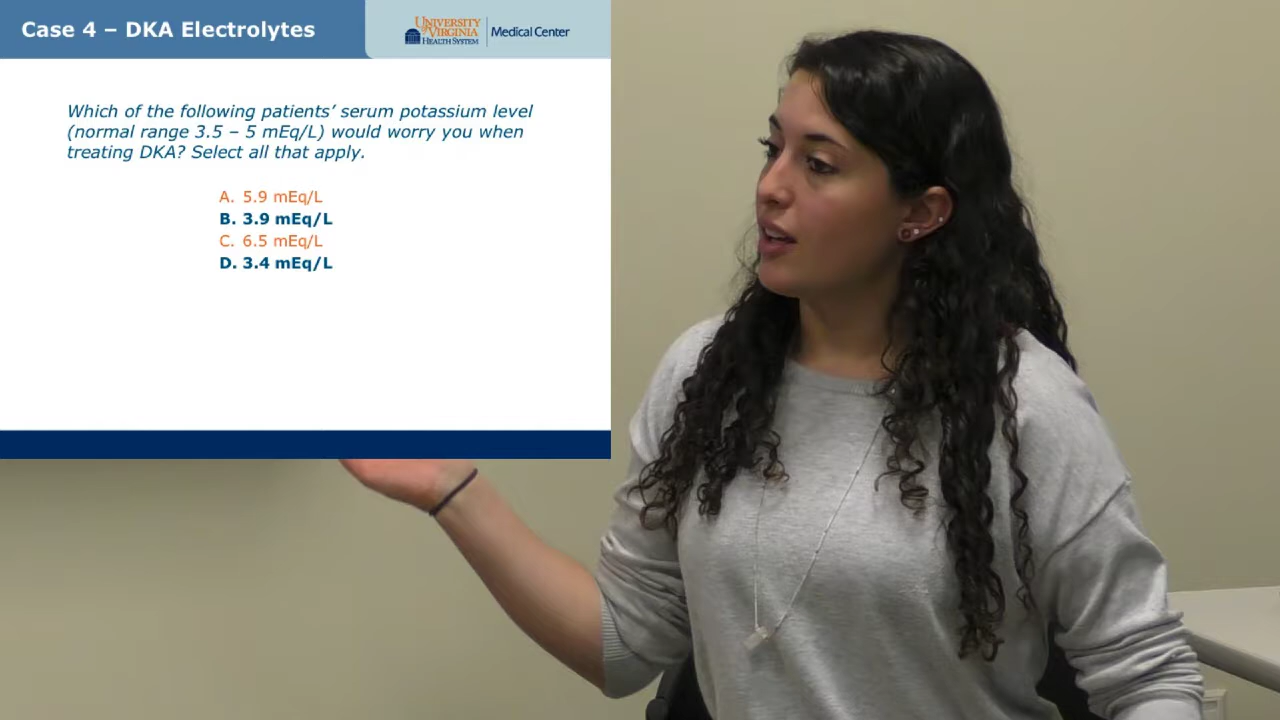 Case 4 – DKA Electrolytes
UNIVERSITY
of VIRGINIA
HEALTH SYSTEM
Medical Center
Which of the following patients’ serum potassium level
(normal range 3.5 – 5 mEq/L) would worry you when
treating DKA? Select all that apply.
A. 5.9 mEq/L
B. 3.9 mEq/L
C. 6.5 mEq/L
D. 3.4 mEq/L